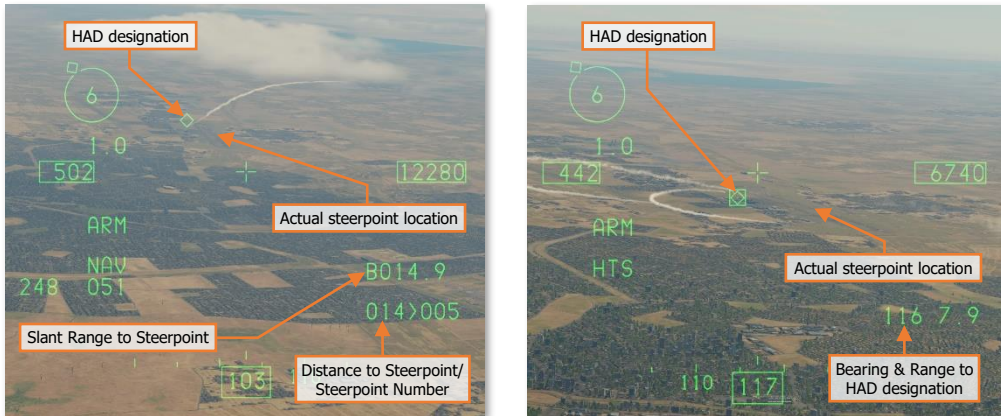 HAD designation
6
1.0
502
12280
Actual steerpoint location
ARM
NAV
B014.9
248 051
014>005
Slant Range to Steerpoint
Distance to Steerpoint/
Steerpoint Number
103
HAD designation
6
1.0
442
6740
ARM
Actual steerpoint location
HTS
116 7.9
Bearing & Range to
HAD designation
110
117